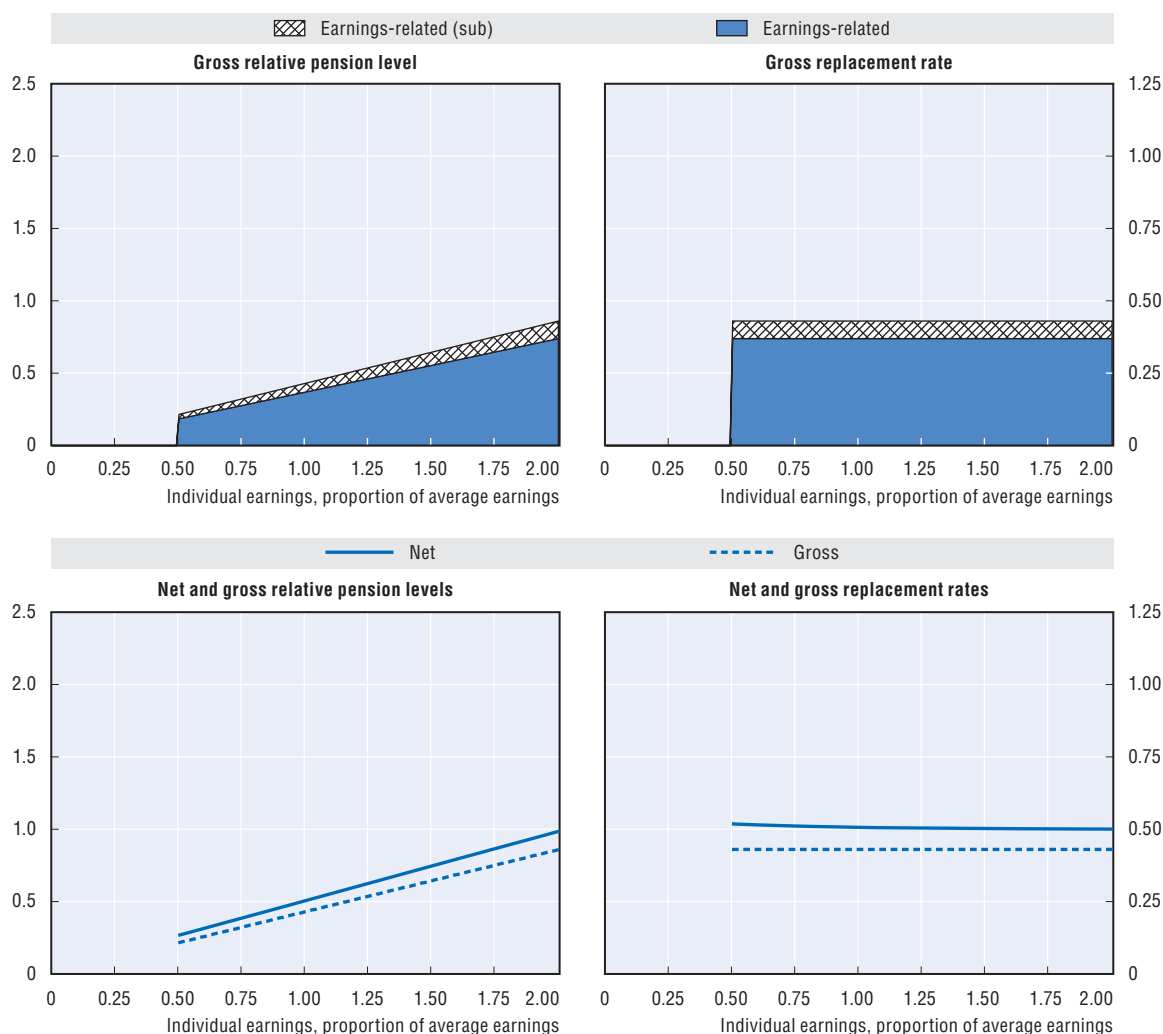 Earnings-related (sub) Earnings-related
Gross relative pension level
2.5
2.0
1.5
1.0
0.5
0
0 0.25 0.50 0.75 1.00 1.25 1.50 1.75 2.00
Individual earnings, proportion of average earnings
Gross replacement rate
1.25
1.00
0.75
0.50
0.25
0
0 0.25 0.50 0.75 1.00 1.25 1.50 1.75 2.00
Individual earnings, proportion of average earnings
Net Gross
Net and gross relative pension levels
2.5
2.0
1.5
1.0
0.5
0
0 0.25 0.50 0.75 1.00 1.25 1.50 1.75 2.00
Individual earnings, proportion of average earnings
Net and gross replacement rates
1.25
1.00
0.75
0.50
0.25
0
0 0.25 0.50 0.75 1.00 1.25 1.50 1.75 2.00
Individual earnings, proportion of average earnings